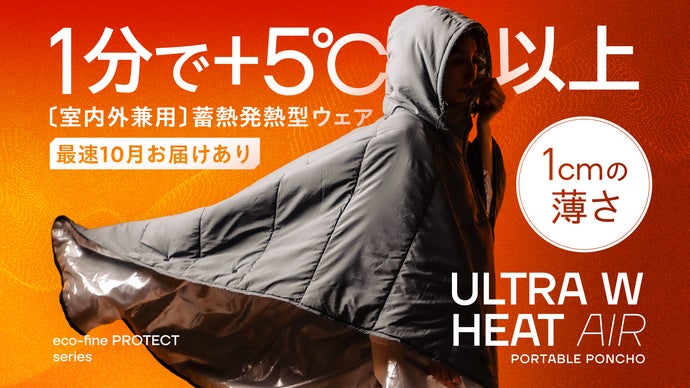 1分で+5℃以上
〔室内外兼用〕蓄熱発熱型ウェア
最速10月お届けあり
1cmの
薄さ
ULTRA W
HEAT AIR
PORTABLE PONCHO
eco-fine PROTECT
series